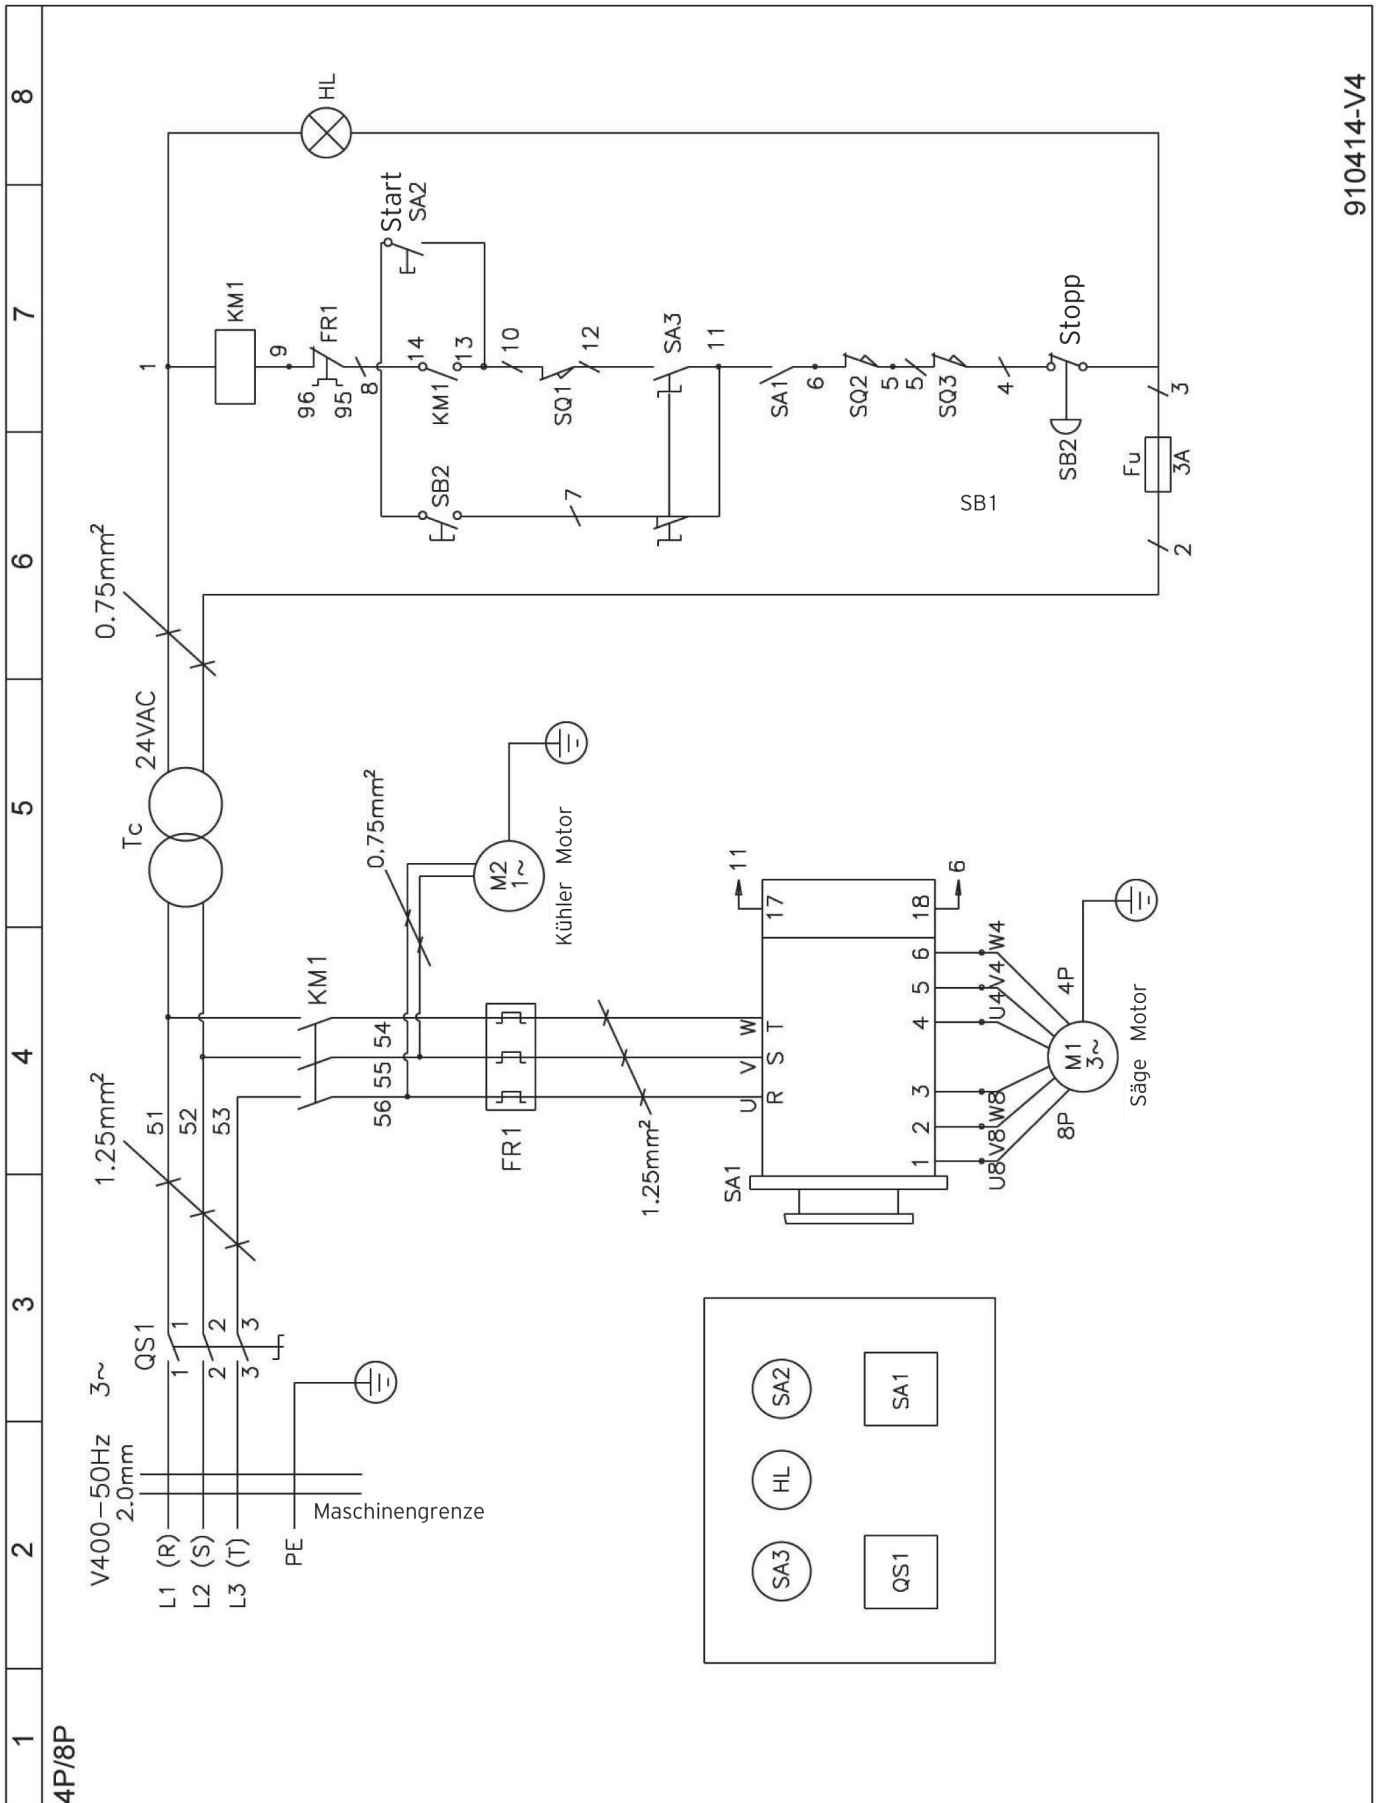 1
2
3
4
5
6
7
8
4P/8P
V400-50Hz 3~
2.0mm
L1 (R)
L2 (S)
L3 (T)
PE
Maschinengrenze
QS1
1
1
2
2
3
3
1.25mm²
51
52
53
Tc
24VAC
0.75mm²
KM1
56
55
54
0.75mm²
M2
1~
Kühler Motor
FR1
1.25mm²
SA1
U
V
W
R
S
T
17
11
18
6
1
2
3
4
5
6
U8
V8
W8
U4
V4
W4
8P
4P
M1
3~
Säge Motor
SA3
HL
SA2
QS1
SA1
1
HL
KM1
9
96
95
FR1
8
Start
SA2
14
13
KM1
SB2
10
SQ1
12
7
SA3
11
SA1
6
SQ2
5
5
SQ3
4
SB1
Stopp
SB2
Fu
3A
3
2
910414-V4